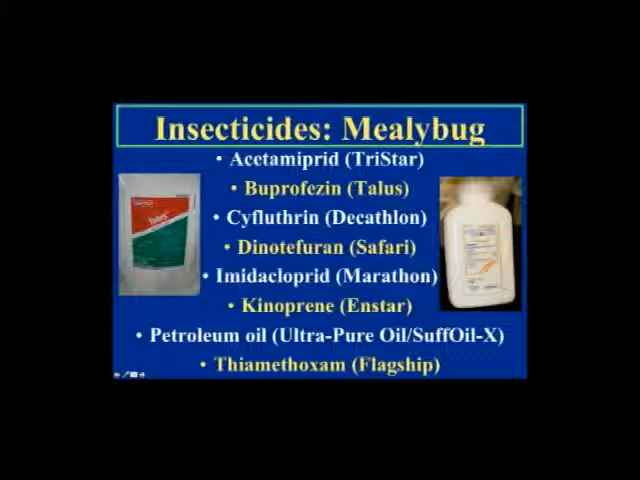 Insecticides: Mealybug
• Acetamiprid (TriStar)
• Buprofezin (Talus)
• Cyfluthrin (Decathlon)
• Dinotefuran (Safari)
• Imidacloprid (Marathon)
• Kinoprene (Enstar)
• Petroleum oil (Ultra-Pure Oil/SuffOil-X)
• Thiamethoxam (Flagship)
Talus